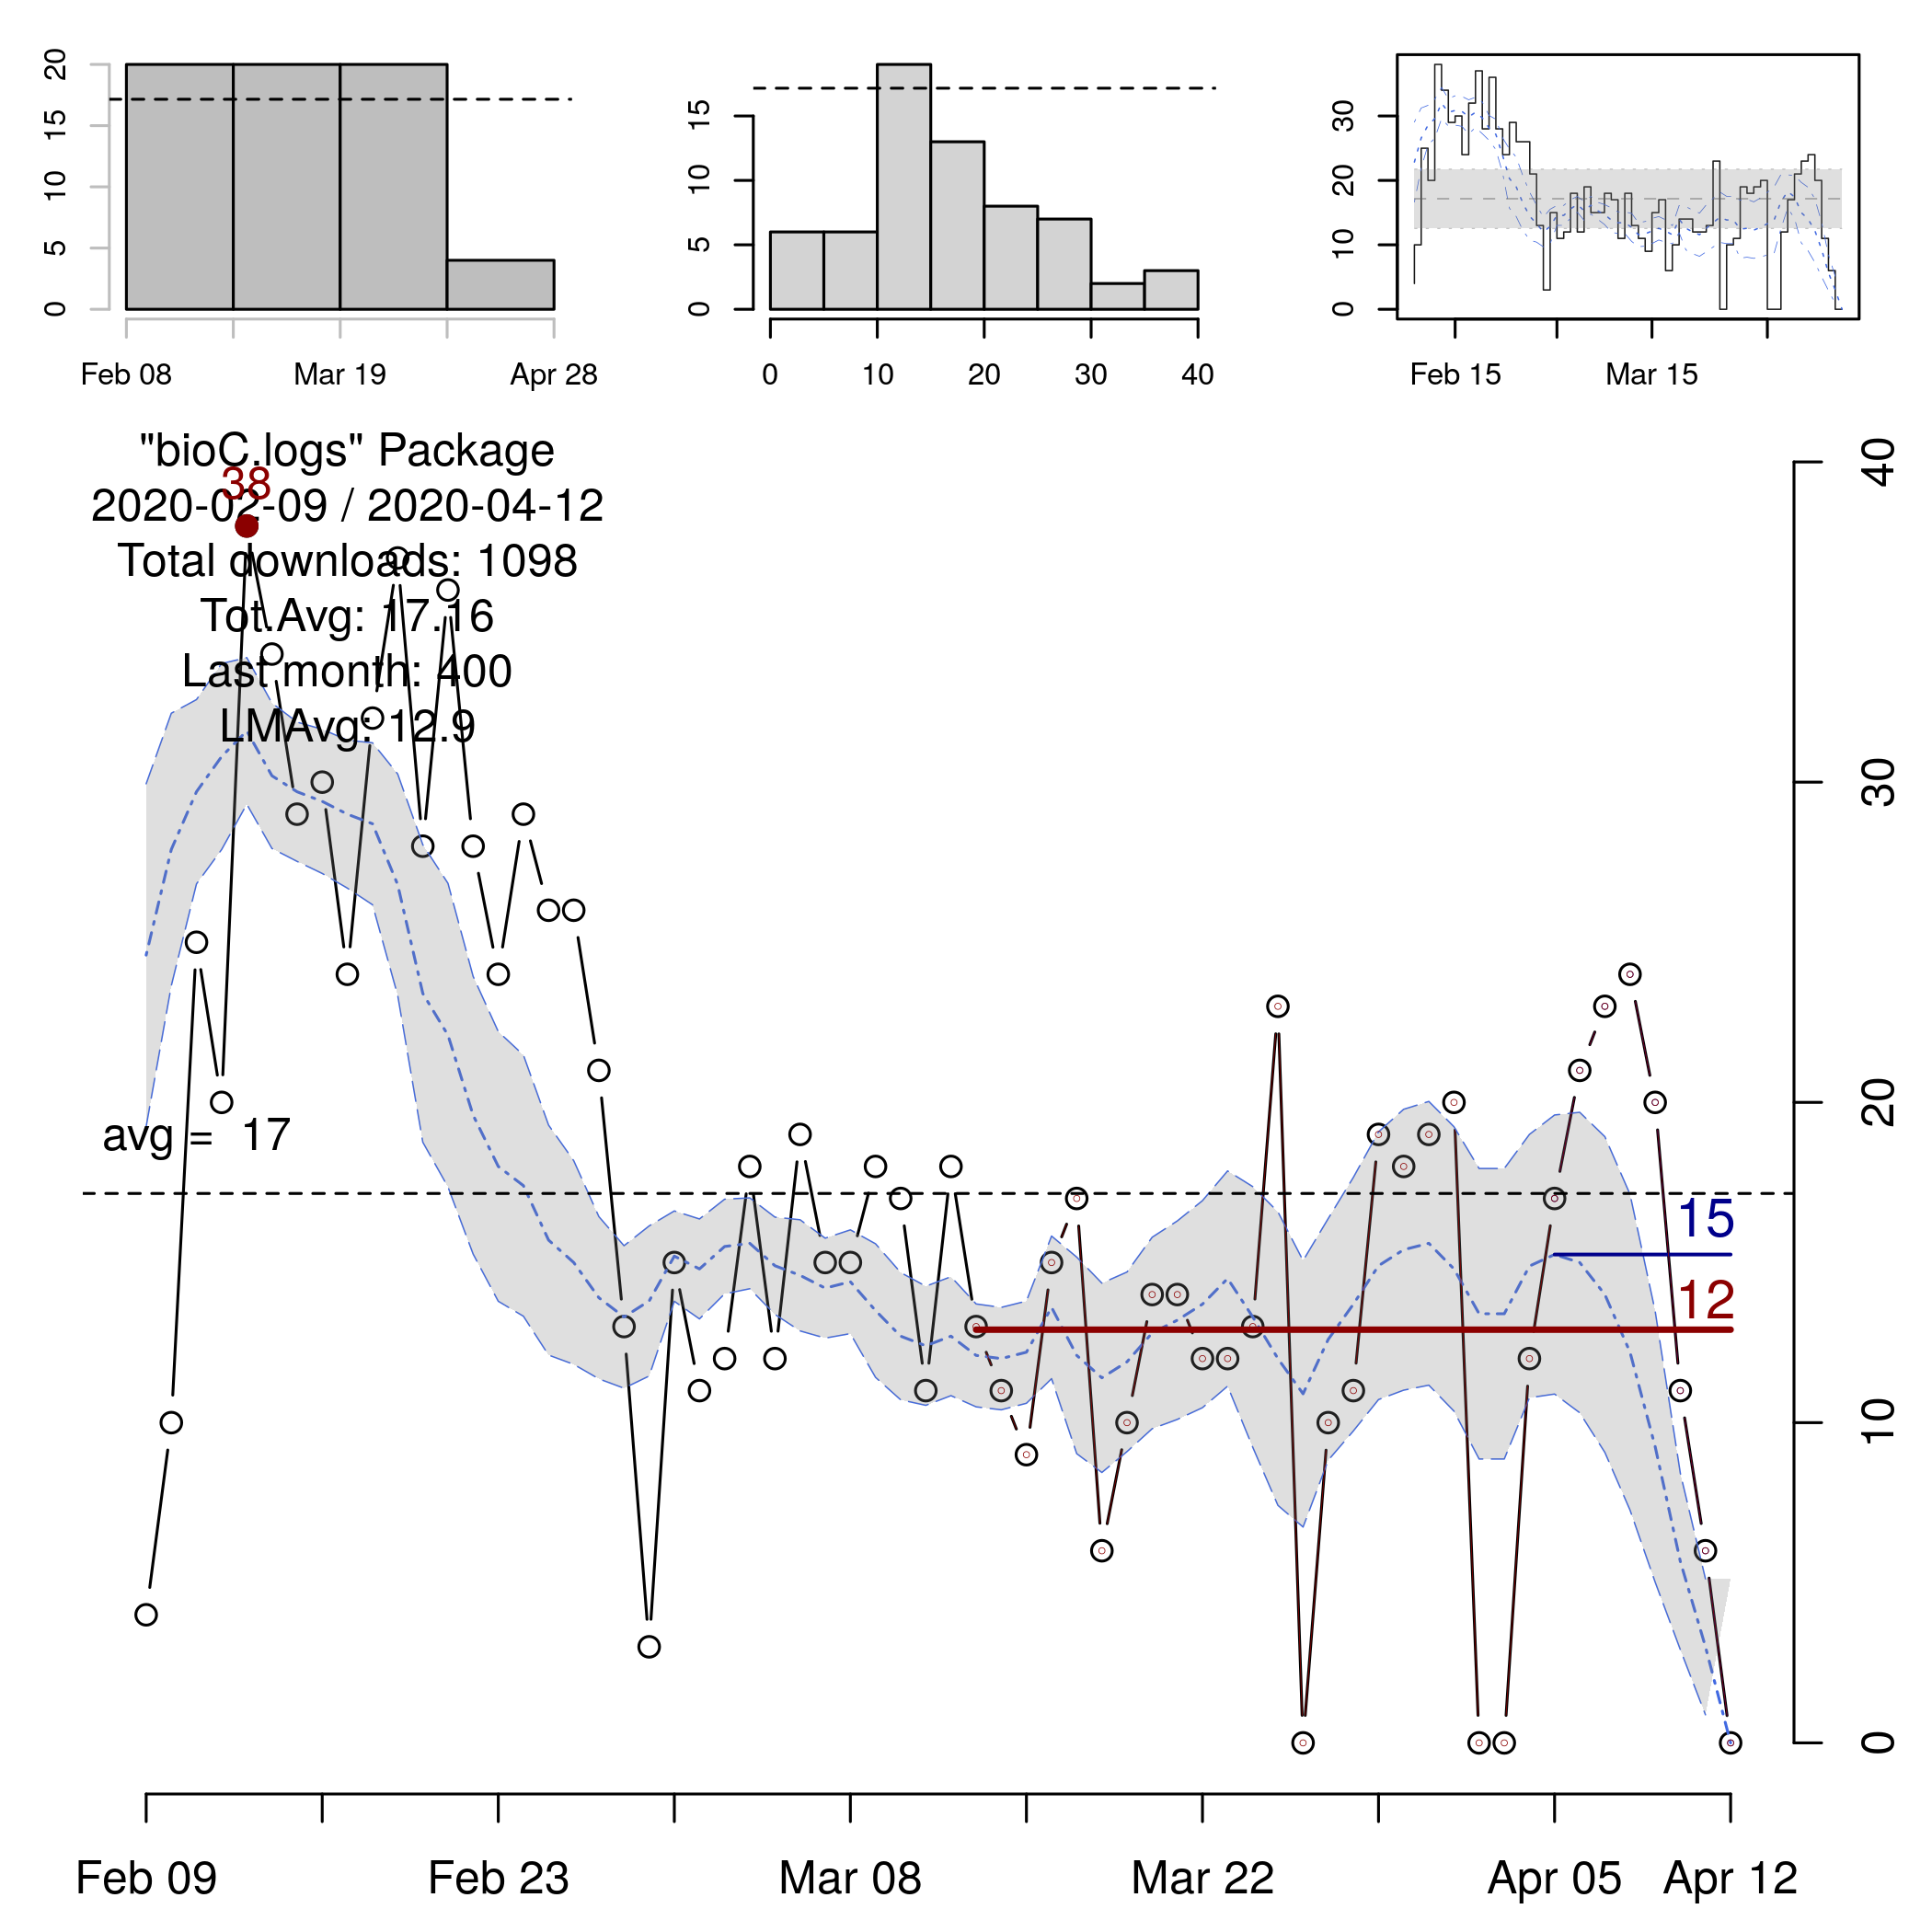 20
15
10
5
0
Feb 08 Mar 19 Apr 28
15
10
5
0
0 10 20 30 40
30
20
10
0
Feb 15 Mar 15
"bioC.logs" Package
38
2020-02-09 / 2020-04-12
Total downloads: 1098
Tot.Avg: 17.16
Last month: 400
LMAvg: 12.9
avg = 17
15
12
40
30
20
10
0
Feb 09 Feb 23 Mar 08 Mar 22 Apr 05 Apr 12